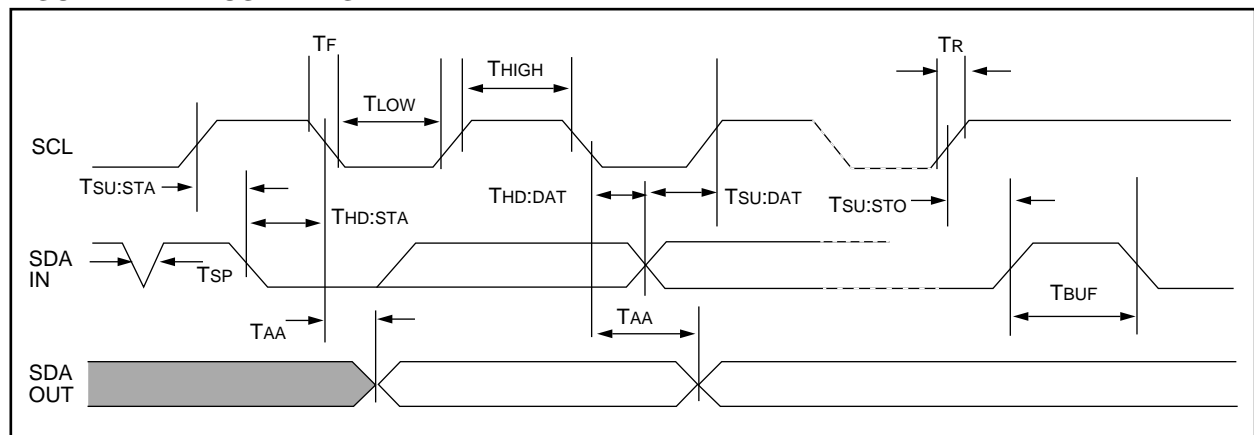 TF
TR
THIGH
TLOW
SCL
TSU:STA
THD:STA
THD:DAT
TSU:DAT
TSU:STO
SDA
IN
TSP
TBUF
TAA
TAA
SDA
OUT